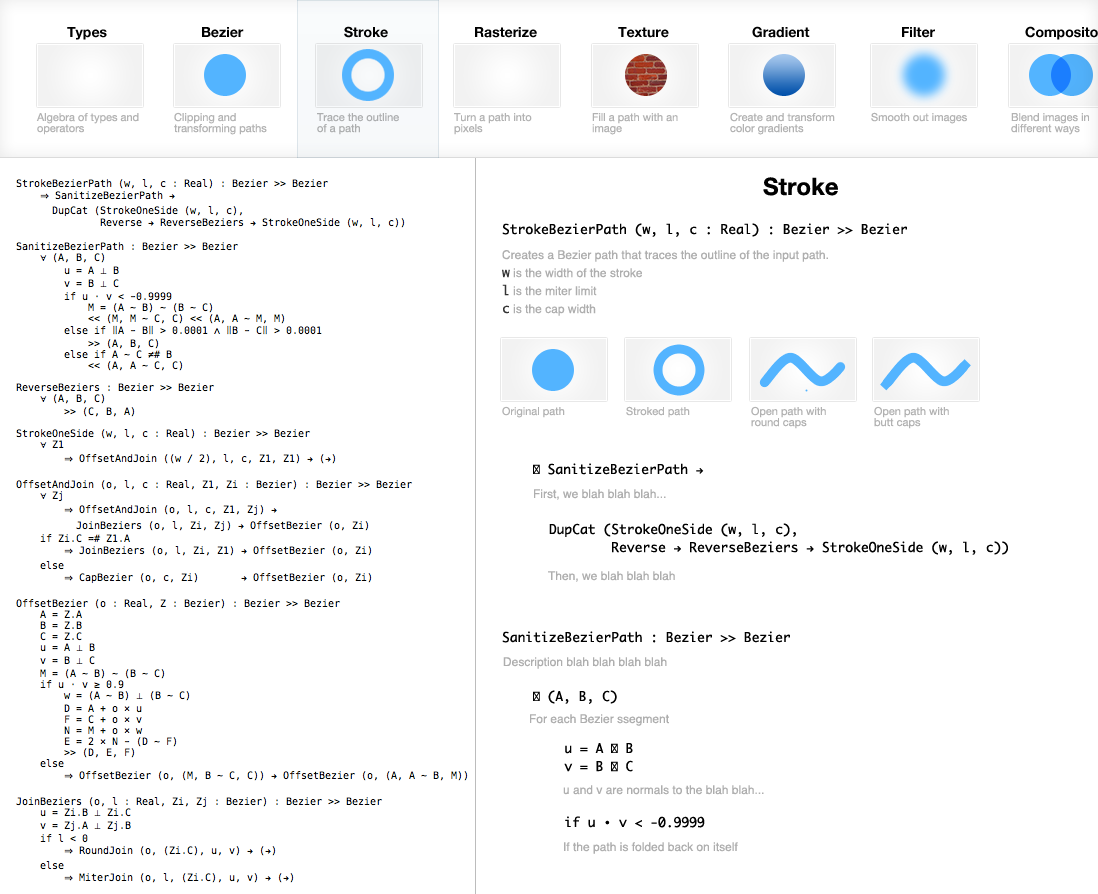 Types
Bezier
Stroke
Rasterize
Texture
Gradient
Filter
Composito
Algebra of types and
operators
Clipping and
transforming paths
Trace the outline
of a path
Turn a path into
pixels
Fill a path with an
image
Create and transform
color gradients
Smooth out images
Blend images in
different ways
StrokeBezierPath (w, l, c : Real) : Bezier >> Bezier
⇒ SanitizeBezierPath →
DupCat (StrokeOneSide (w, l, c),
Reverse → ReverseBeziers → StrokeOneSide (w, l, c))
SanitizeBezierPath : Bezier >> Bezier
∀ (A, B, C)
u = A ⊥ B
v = B ⊥ C
if u · v < -0.9999
M = (A ~ B) ~ (B ~ C)
<< (M, M ~ C, C) << (A, A ~ M, M)
else if ‖A - B‖ > 0.0001 ∧ ‖B - C‖ > 0.0001
>> (A, B, C)
else if A ~ C ≠# B
<< (A, A ~ C, C)
ReverseBeziers : Bezier >> Bezier
∀ (A, B, C)
>> (C, B, A)
StrokeOneSide (w, l, c : Real) : Bezier >> Bezier
∀ Z1
⇒ OffsetAndJoin ((w / 2), l, c, Z1, Z1) → (→)
OffsetAndJoin (o, l, c : Real, Z1, Zi : Bezier) : Bezier >> Bezier
∀ Zj
⇒ OffsetAndJoin (o, l, c, Z1, Zj) →
JoinBeziers (o, l, Zi, Zj) → OffsetBezier (o, Zi)
if Zi.C =# Z1.A
⇒ JoinBeziers (o, l, Zi, Z1) → OffsetBezier (o, Zi)
else
⇒ CapBezier (o, c, Zi) → OffsetBezier (o, Zi)
OffsetBezier (o : Real, Z : Bezier) : Bezier >> Bezier
A = Z.A
B = Z.B
C = Z.C
u = A ⊥ B
v = B ⊥ C
M = (A ~ B) ~ (B ~ C)
if u · v ≥ 0.9
w = (A ~ B) ⊥ (B ~ C)
D = A + o × u
F = C + o × v
N = M + o × w
E = 2 × N - (D ~ F)
>> (D, E, F)
else
⇒ OffsetBezier (o, (M, B ~ C, C)) → OffsetBezier (o, (A, A ~ B, M))
JoinBeziers (o, l : Real, Zi, Zj : Bezier) : Bezier >> Bezier
u = Zi.B ⊥ Zi.C
v = Zj.A ⊥ Zj.B
if l < 0
⇒ RoundJoin (o, (Zi.C), u, v) → (→)
else
⇒ MiterJoin (o, l, (Zi.C), u, v) → (→)
Stroke
StrokeBezierPath (w, l, c : Real) : Bezier >> Bezier
Creates a Bezier path that traces the outline of the input path.
w is the width of the stroke
l is the miter limit
c is the cap width
Original path
Stroked path
Open path with
round caps
Open path with
butt caps
SanitizeBezierPath →
First, we blah blah blah...
DupCat (StrokeOneSide (w, l, c),
Reverse → ReverseBeziers → StrokeOneSide (w, l, c))
Then, we blah blah blah
SanitizeBezierPath : Bezier >> Bezier
Description blah blah blah blah
(A, B, C)
For each Bezier ssegment
u = A B
v = B C
u and v are normals to the blah blah...
if u · v < -0.9999
If the path is folded back on itself